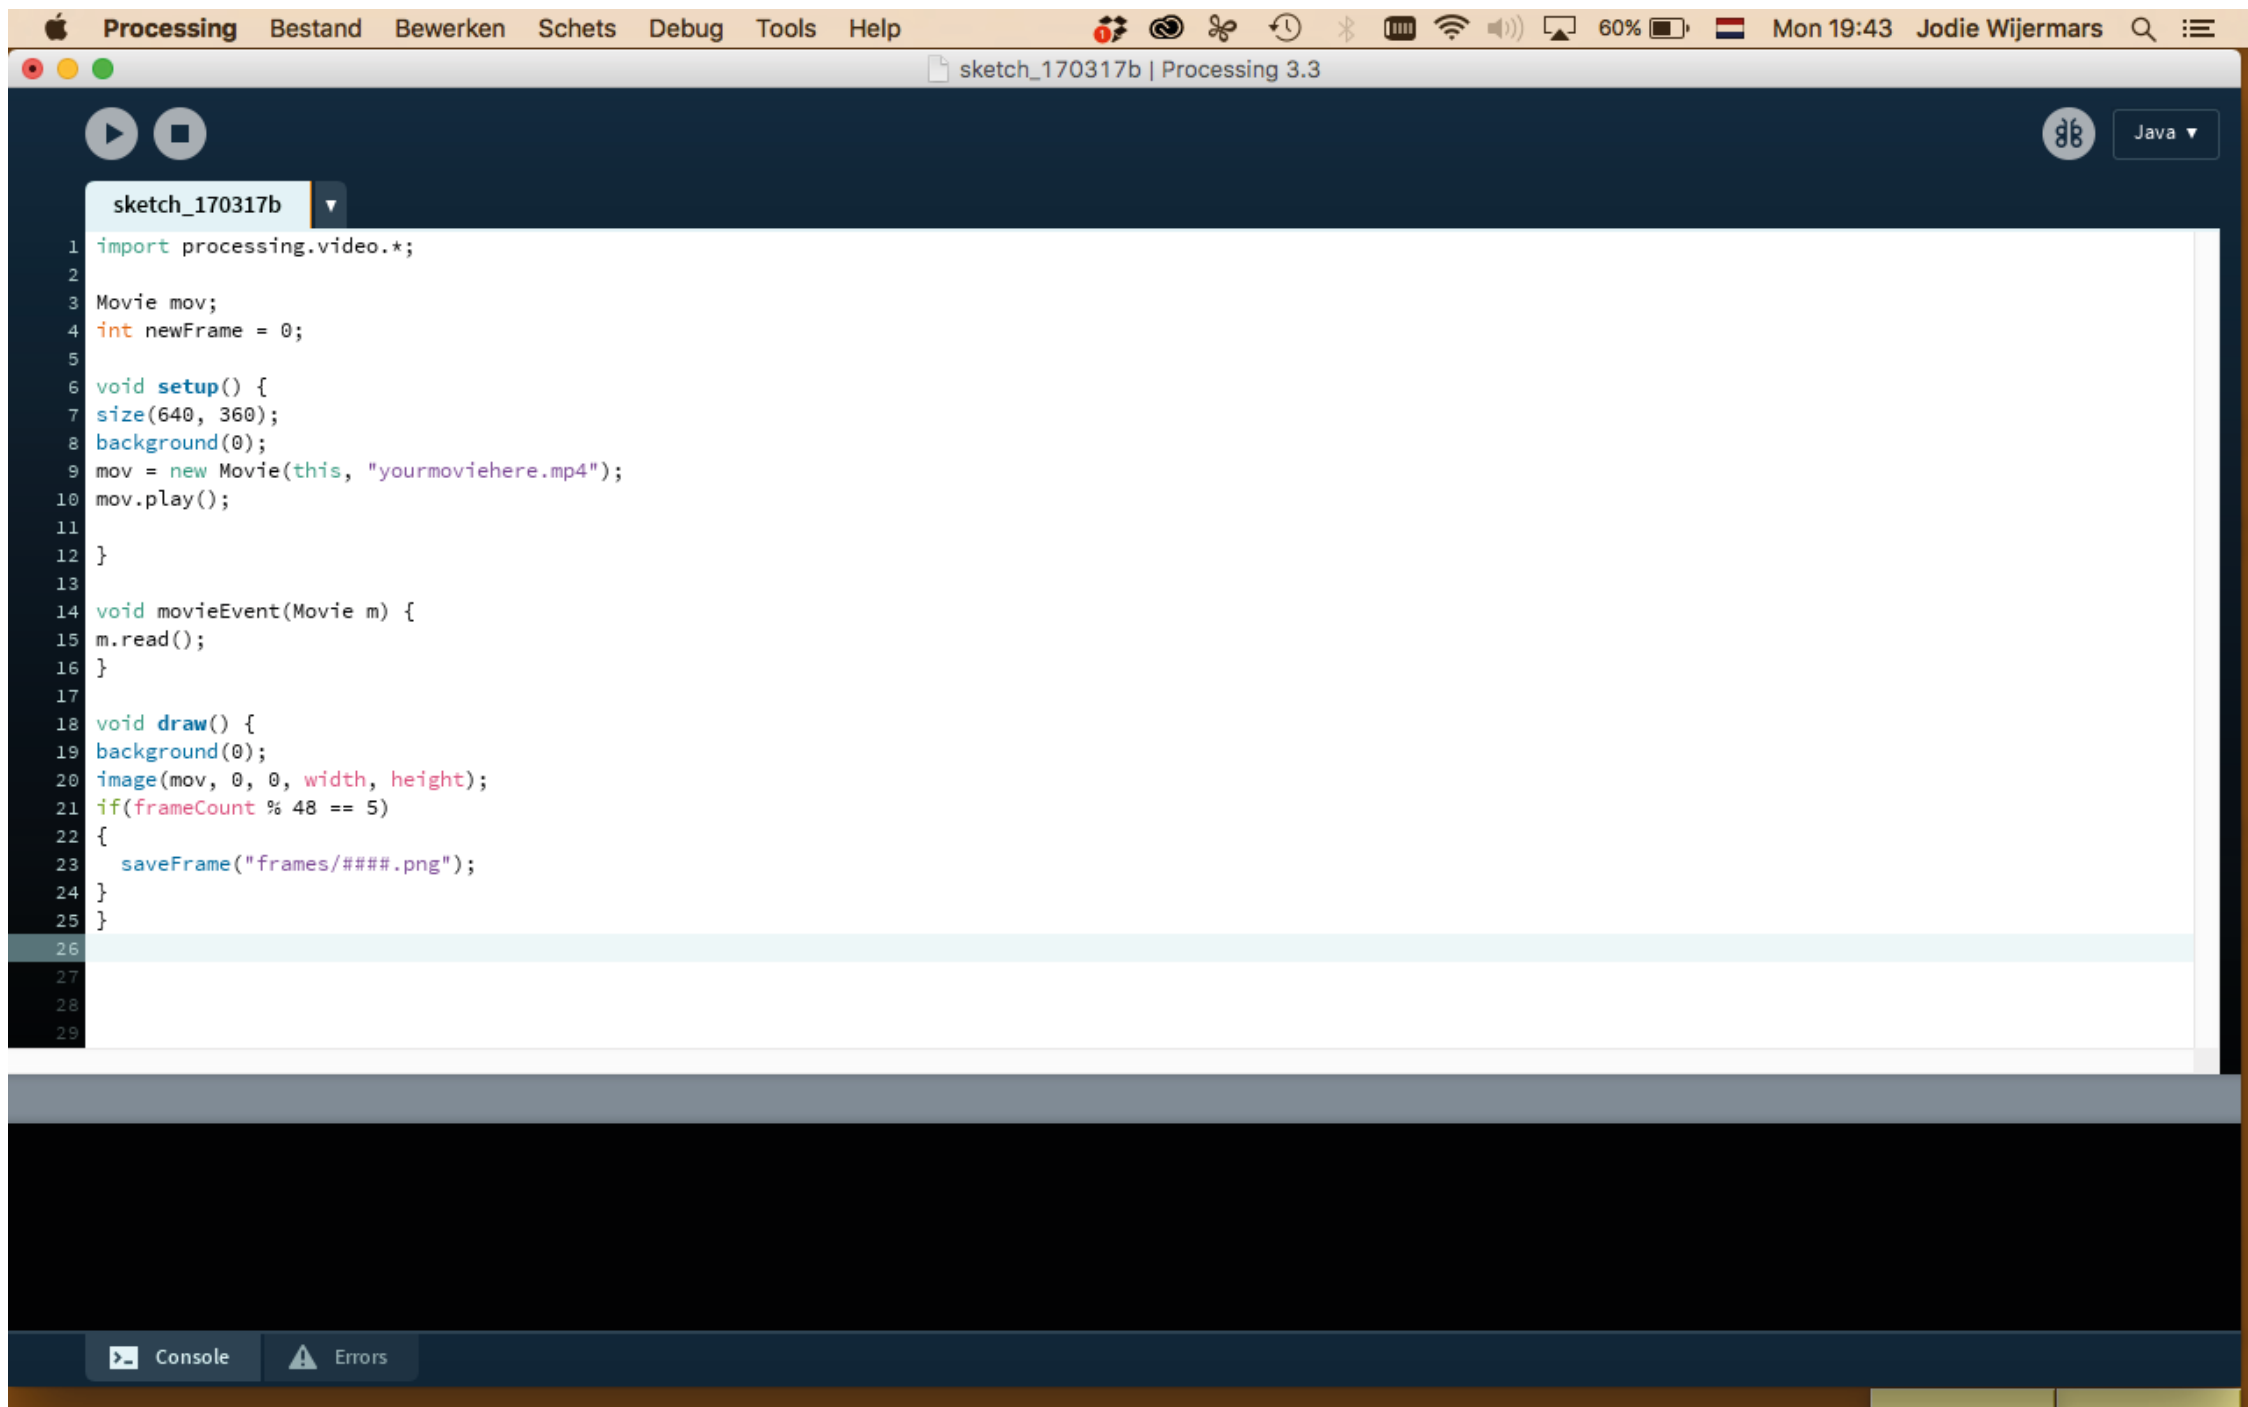 Processing Bestand Bewerken Schets Debug Tools Help 1 60% Mon 19:43 Jodie Wijermars
sketch_170317b | Processing 3.3
Java ▼
sketch_170317b ▼
1 import processing.video.*;
2
3 Movie mov;
4 int newFrame = 0;
5
6 void setup() {
7 size(640, 360);
8 background(0);
9 mov = new Movie(this, "yourmoviehere.mp4");
10 mov.play();
11
12 }
13
14 void movieEvent(Movie m) {
15 m.read();
16 }
17
18 void draw() {
19 background(0);
20 image(mov, 0, 0, width, height);
21 if(frameCount % 48 == 5)
22 {
23   saveFrame("frames/####.png");
24 }
25 }
26
27
28
29
Console Errors